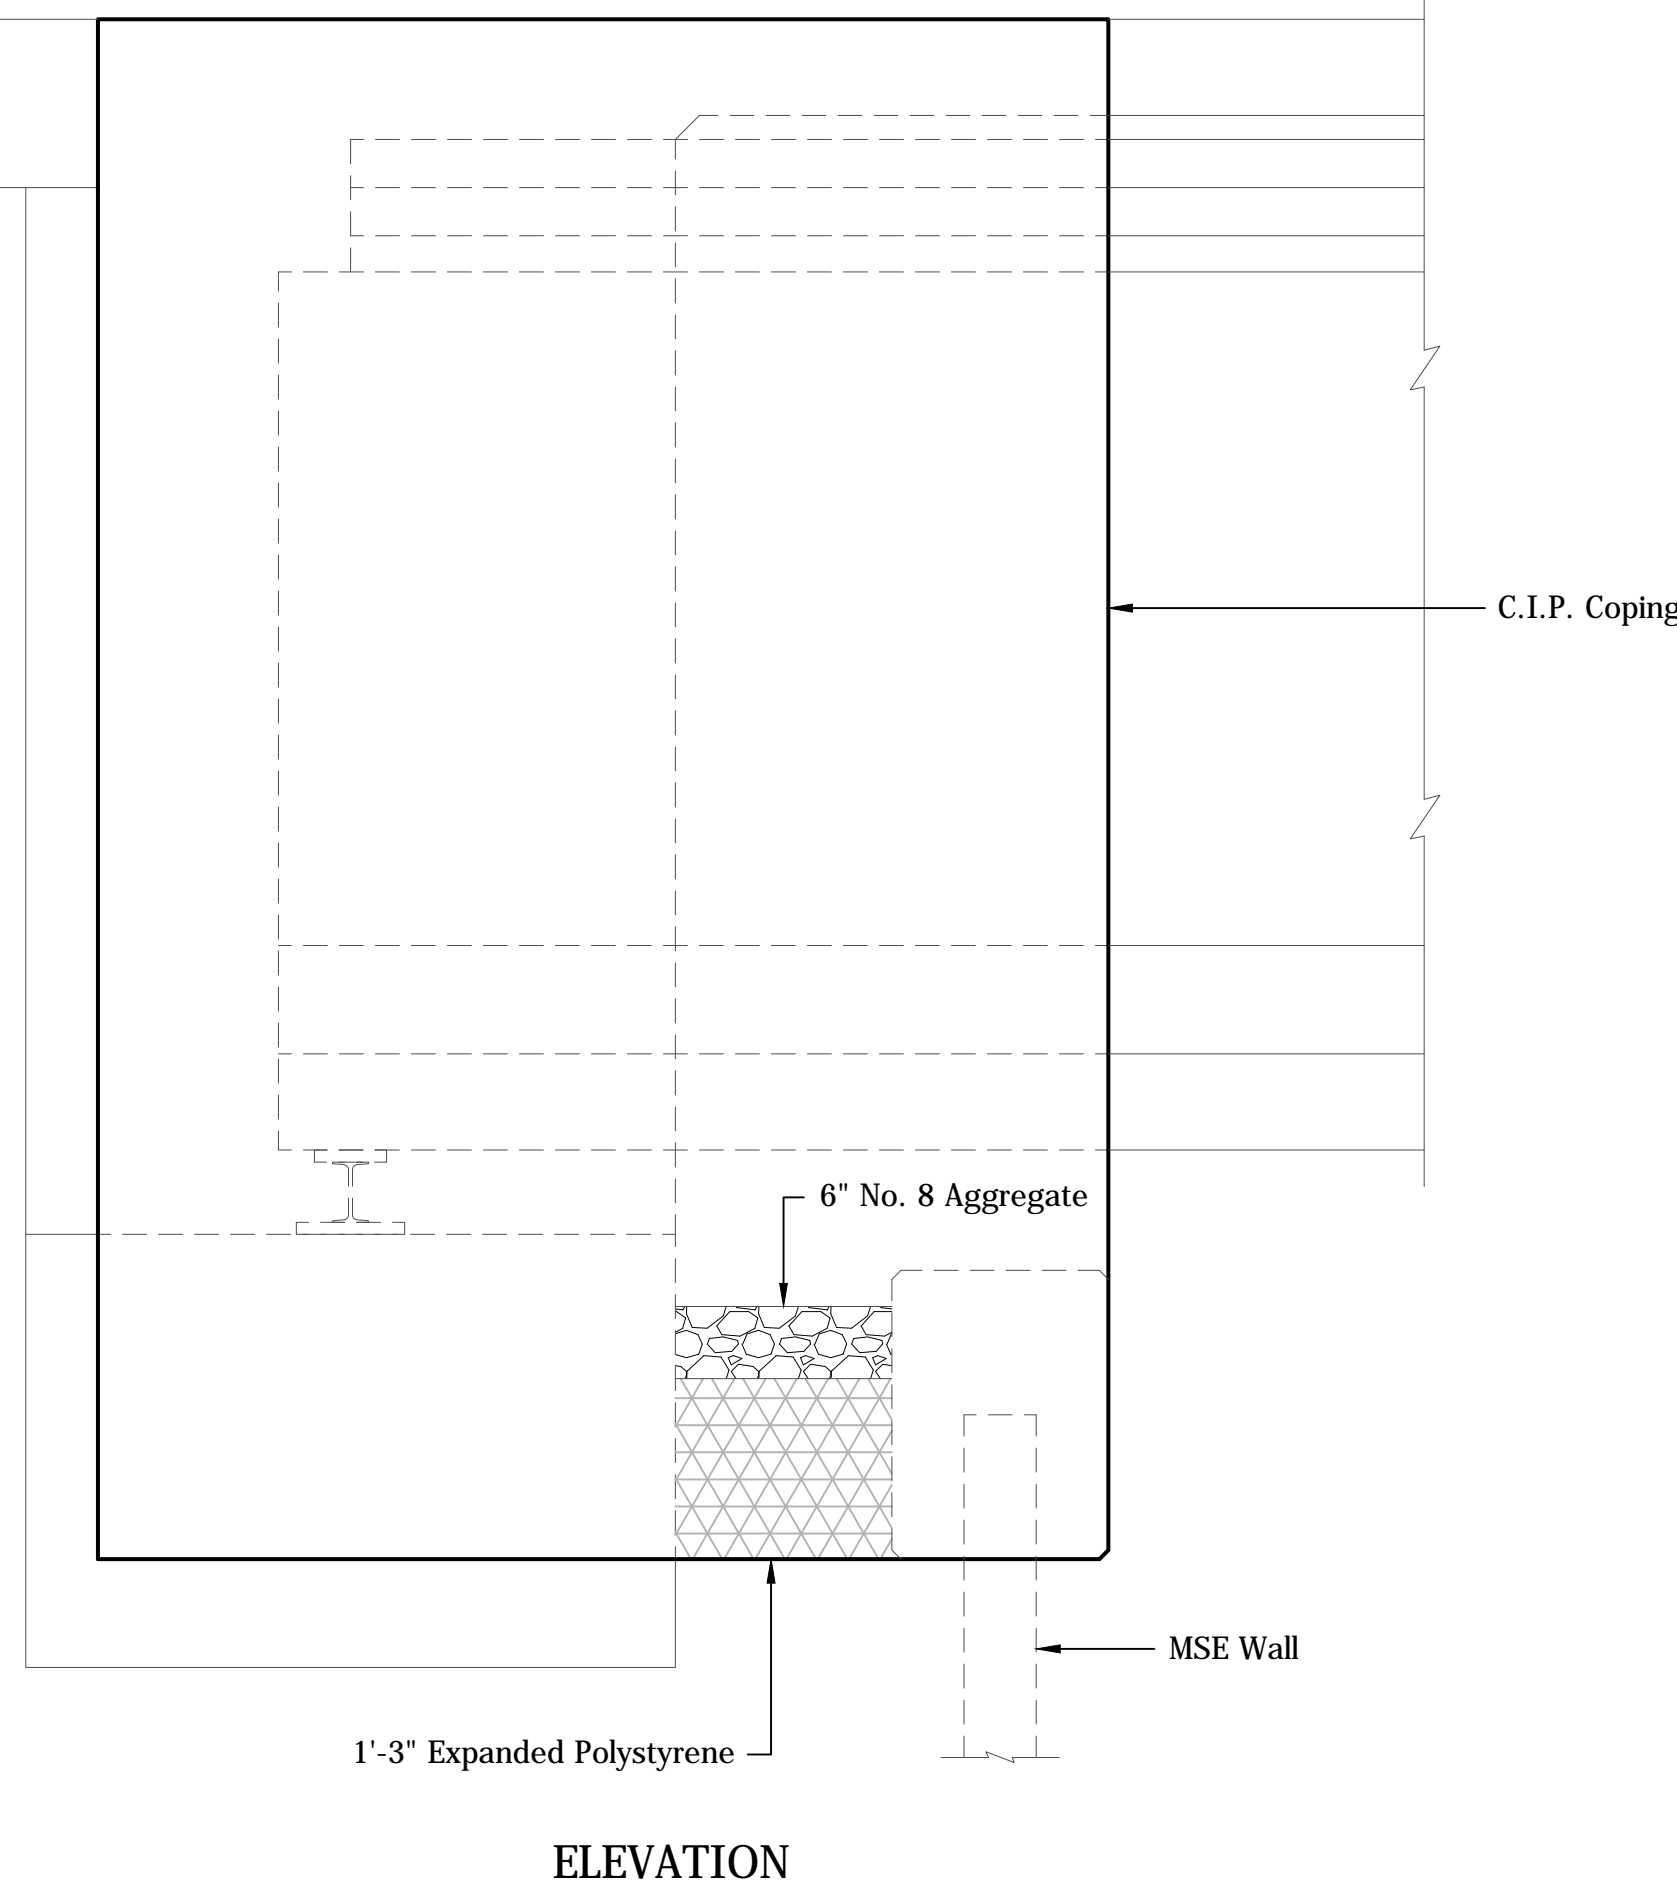 C.I.P. Coping
6" No. 8 Aggregate
MSE Wall
1'-3" Expanded Polystyrene
ELEVATION